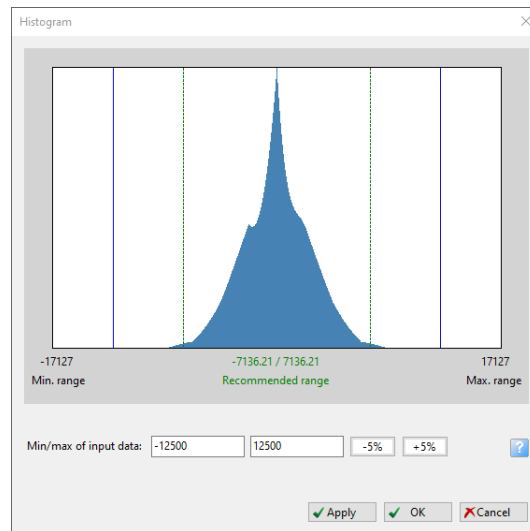 Histogram
-17127 -7136.21 / 7136.21 17127
Min. range Recommended range Max. range
Min/max of input data: -12500 12500 -5% +5% ?
Apply OK Cancel